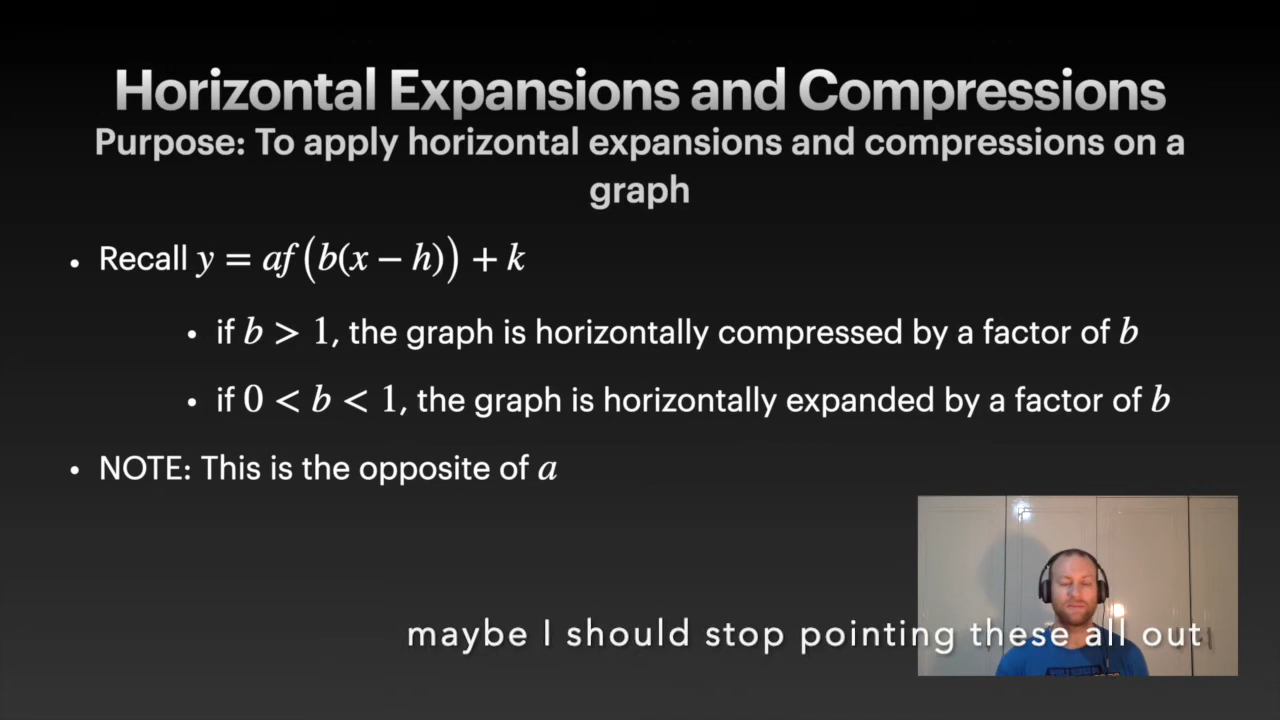 Horizontal Expansions and Compressions
Purpose: To apply horizontal expansions and compressions on a
graph
• Recall y = af(b(x − h)) + k
• if b > 1, the graph is horizontally compressed by a factor of b
• if 0 < b < 1, the graph is horizontally expanded by a factor of b
• NOTE: This is the opposite of a
maybe I should stop pointing these all out